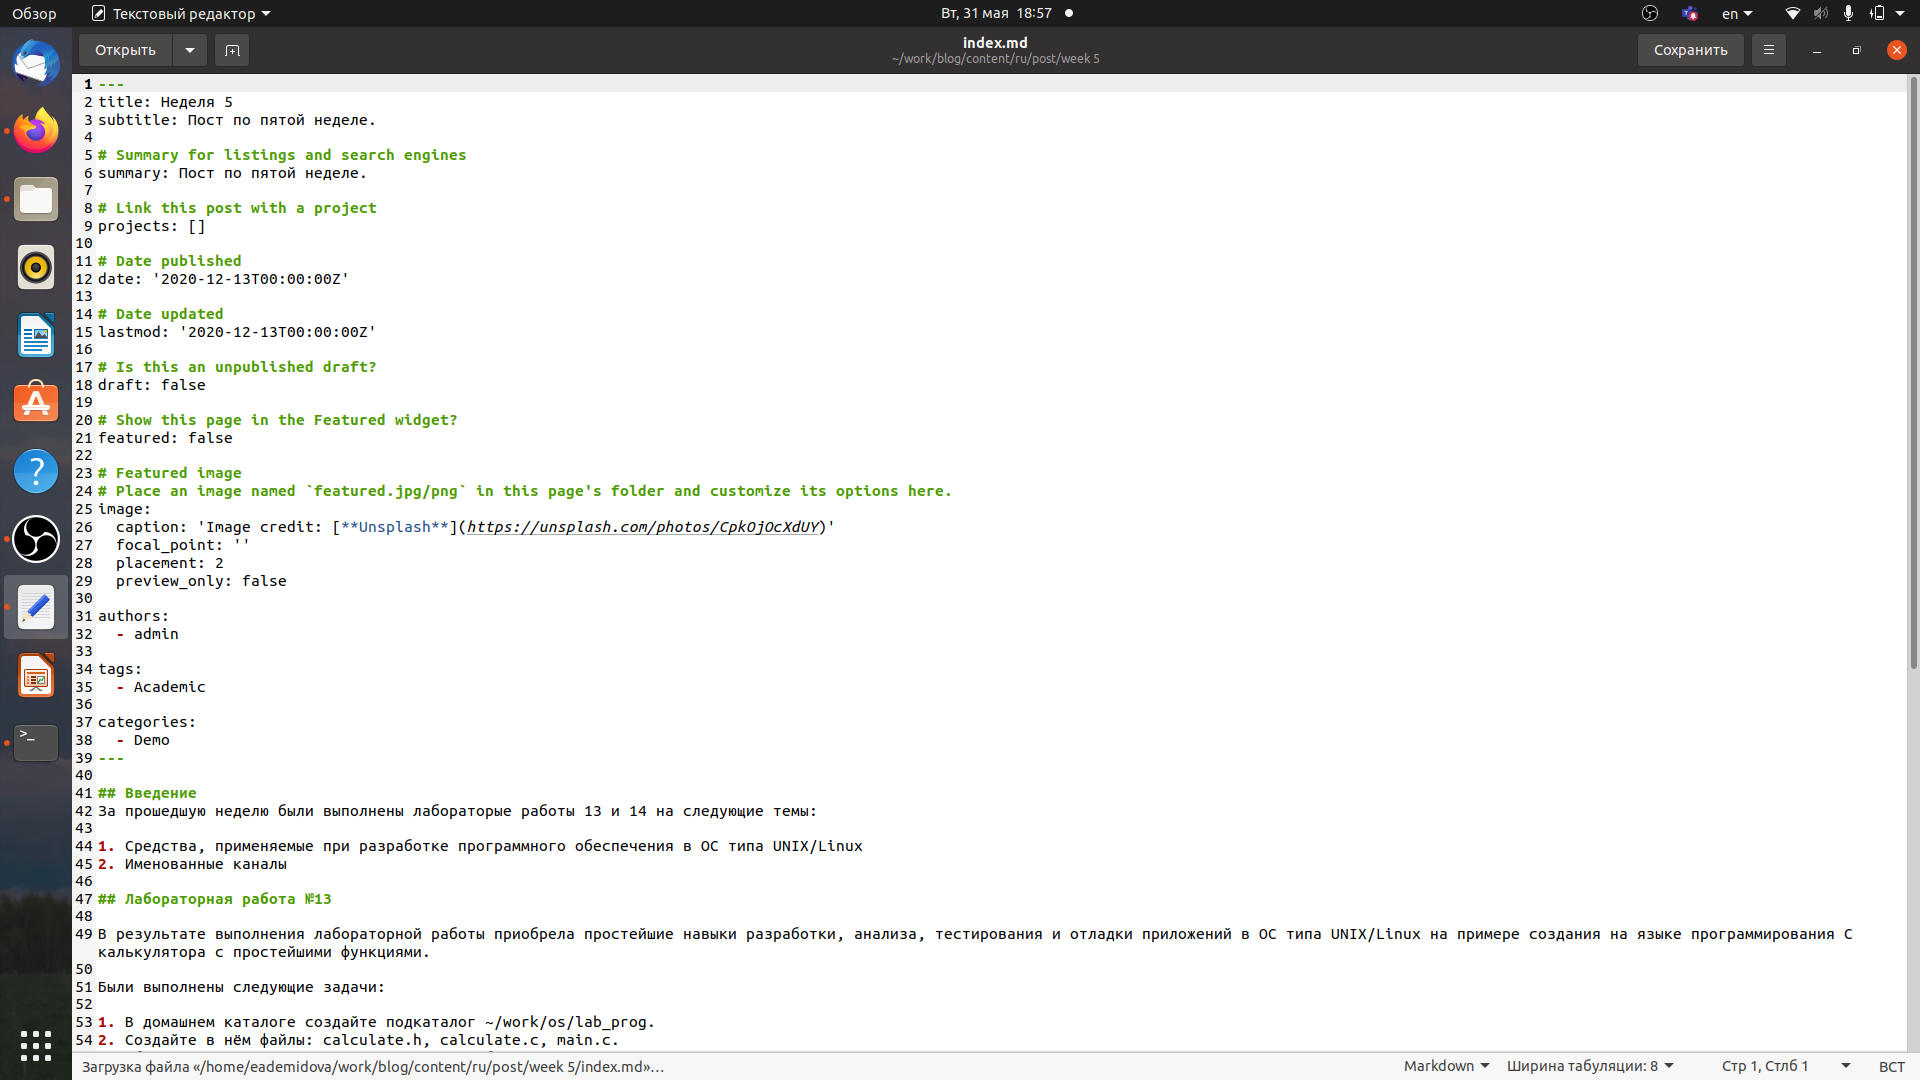 Обзор
Текстовый редактор
Вт, 31 мая 18:57
en
Открыть
index.md
~/work/blog/content/ru/post/week 5
Сохранить
1 ---
2 title: Неделя 5
3 subtitle: Пост по пятой неделе.
4
5 # Summary for listings and search engines
6 summary: Пост по пятой неделе.
7
8 # Link this post with a project
9 projects: []
10
11 # Date published
12 date: '2020-12-13T00:00:00Z'
13
14 # Date updated
15 lastmod: '2020-12-13T00:00:00Z'
16
17 # Is this an unpublished draft?
18 draft: false
19
20 # Show this page in the Featured widget?
21 featured: false
22
23 # Featured image
24 # Place an image named `featured.jpg/png` in this page's folder and customize its options here.
25 image:
26   caption: 'Image credit: [**Unsplash**](https://unsplash.com/photos/CpkOjOcXdUY)'
27   focal_point: ''
28   placement: 2
29   preview_only: false
30
31 authors:
32   - admin
33
34 tags:
35   - Academic
36
37 categories:
38   - Demo
39 ---
40
41 ## Введение
42 За прошедшую неделю были выполнены лабораторые работы 13 и 14 на следующие темы:
43
44 1. Средства, применяемые при разработке программного обеспечения в ОС типа UNIX/Linux
45 2. Именованные каналы
46
47 ## Лабораторная работа №13
48
49 В результате выполнения лабораторной работы приобрела простейшие навыки разработки, анализа, тестирования и отладки приложений в ОС типа UNIX/Linux на примере создания на языке программирования С
калькулятора с простейшими функциями.
50
51 Были выполнены следующие задачи:
52
53 1. В домашнем каталоге создайте подкаталог ~/work/os/lab_prog.
54 2. Создайте в нём файлы: calculate.h, calculate.c, main.c.
Загрузка файла «/home/eademidova/work/blog/content/ru/post/week 5/index.md»…
Markdown
Ширина табуляции: 8
Стр 1, Стлб 1
ВСТ